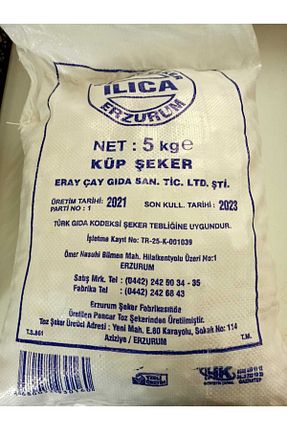 ŞEKER
ILICA
ERZURUM
NET : 5 kg e
KÜP ŞEKER
ERAY ÇAY GIDA SAN. TİC. LTD. ŞTİ.
ÜRETİM TARİHİ: 2021 SON KULL. TARİHİ: 2023
PARTİ NO : 1
TÜRK GIDA KODEKSİ ŞEKER TEBLİĞİNE UYGUNDUR.
İşletme Kayıt No: TR-25-K-001039
Ömer Nasuhi Bilmen Mah. Hilalkentyolu Üzeri No:1
ERZURUM
Satış Mrk. Tel : (0442) 242 90 34 - 35
Fabrika Tel : (0442) 242 68 43
Erzurum Şeker Fabrikasında
Üretilen Pancar Toz Şekerinden Üretilmiştir.
Toz Şeker Üretici Adresi : Yeni Mah. E.80 Karayolu, Sokak No: 114
Aziziye / ERZURUM
T.S.861 T.M.
GAZİANTEP